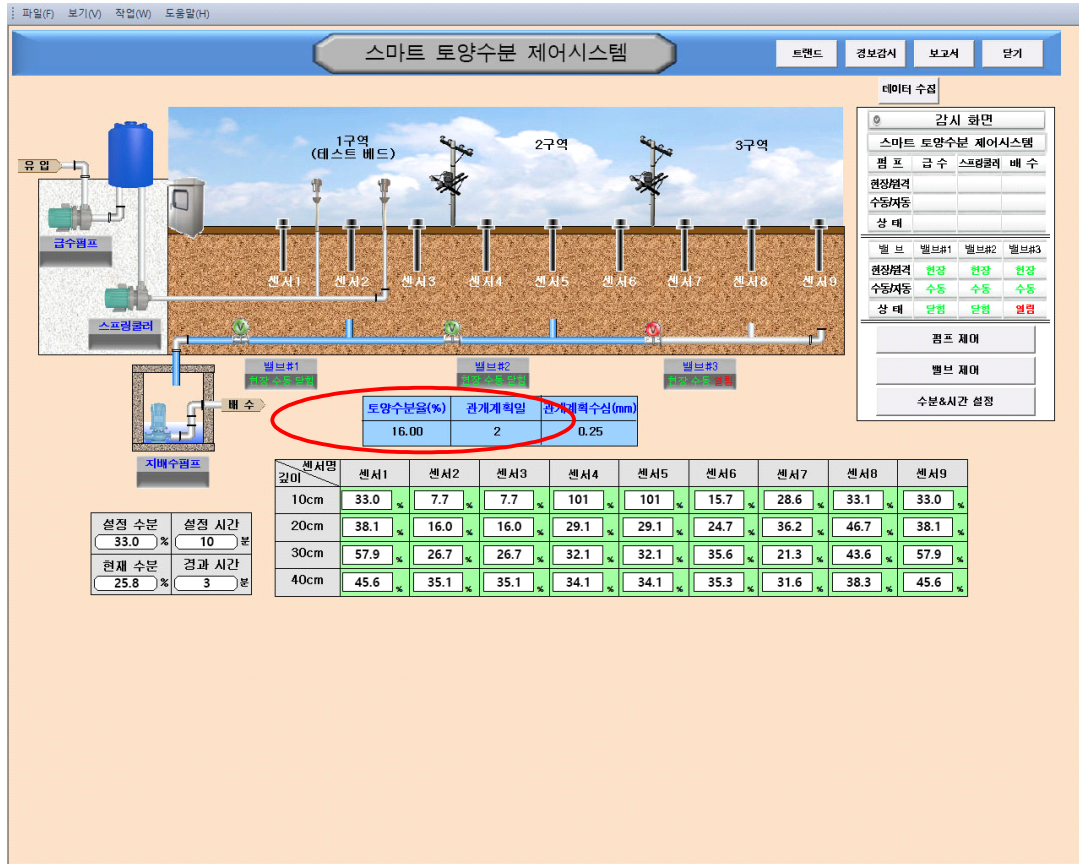 파일(F) 보기(V) 작업(W) 도움말(H)
스마트 토양수분 제어시스템
트랜드 경보감시 보고서 닫기
데이터 수집
유 입
급수펌프
스프링쿨러
1구역
(테스트 베드)
2구역
3구역
센서1 센서2 센서3 센서4 센서5 센서6 센서7 센서8 센서9
V V V
밸브#1 밸브#2 밸브#3
현장 수동 닫힘 현장 수동 닫힘 현장 수동 열림
배 수
지배수펌프
감시 화면
스마트 토양수분 제어시스템
펌 프 급 수 스프링쿨러 배 수
현장/원격
수동/자동
상 태
밸 브 밸브#1 밸브#2 밸브#3
현장/원격 현장 현장 현장
수동/자동 수동 수동 수동
상 태 닫힘 닫힘 열림
펌프 제어
밸브 제어
수분&시간 설정
토양수분율(%) 관개계획일 관개계획수심(mm)
16.00 2 0.25
센서명 깊이 센서1 센서2 센서3 센서4 센서5 센서6 센서7 센서8 센서9
10cm 33.0 % 7.7 % 7.7 % 101 % 101 % 15.7 % 28.6 % 33.1 % 33.0 %
20cm 38.1 % 16.0 % 16.0 % 29.1 % 29.1 % 24.7 % 36.2 % 46.7 % 38.1 %
30cm 57.9 % 26.7 % 26.7 % 32.1 % 32.1 % 35.6 % 21.3 % 43.6 % 57.9 %
40cm 45.6 % 35.1 % 35.1 % 34.1 % 34.1 % 35.3 % 31.6 % 38.3 % 45.6 %
설정 수분 설정 시간
33.0 % 10 분
현재 수분 경과 시간
25.8 % 3 분